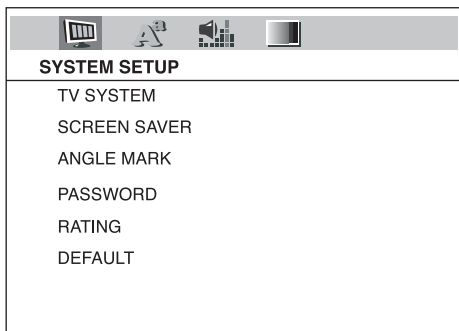 SYSTEM SETUP
TV SYSTEM
SCREEN SAVER
ANGLE MARK
PASSWORD
RATING
DEFAULT